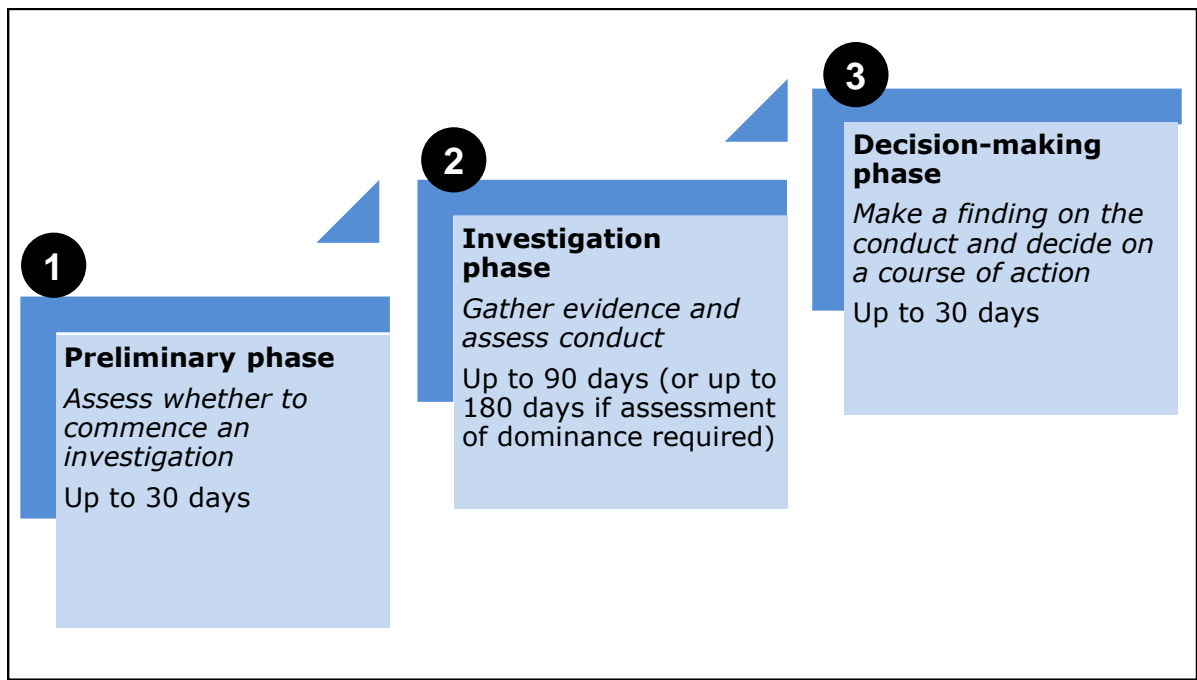 1
Preliminary phase
Assess whether to
commence an
investigation
Up to 30 days
2
Investigation
phase
Gather evidence and
assess conduct
Up to 90 days (or up to
180 days if assessment
of dominance required)
3
Decision-making
phase
Make a finding on the
conduct and decide on
a course of action
Up to 30 days